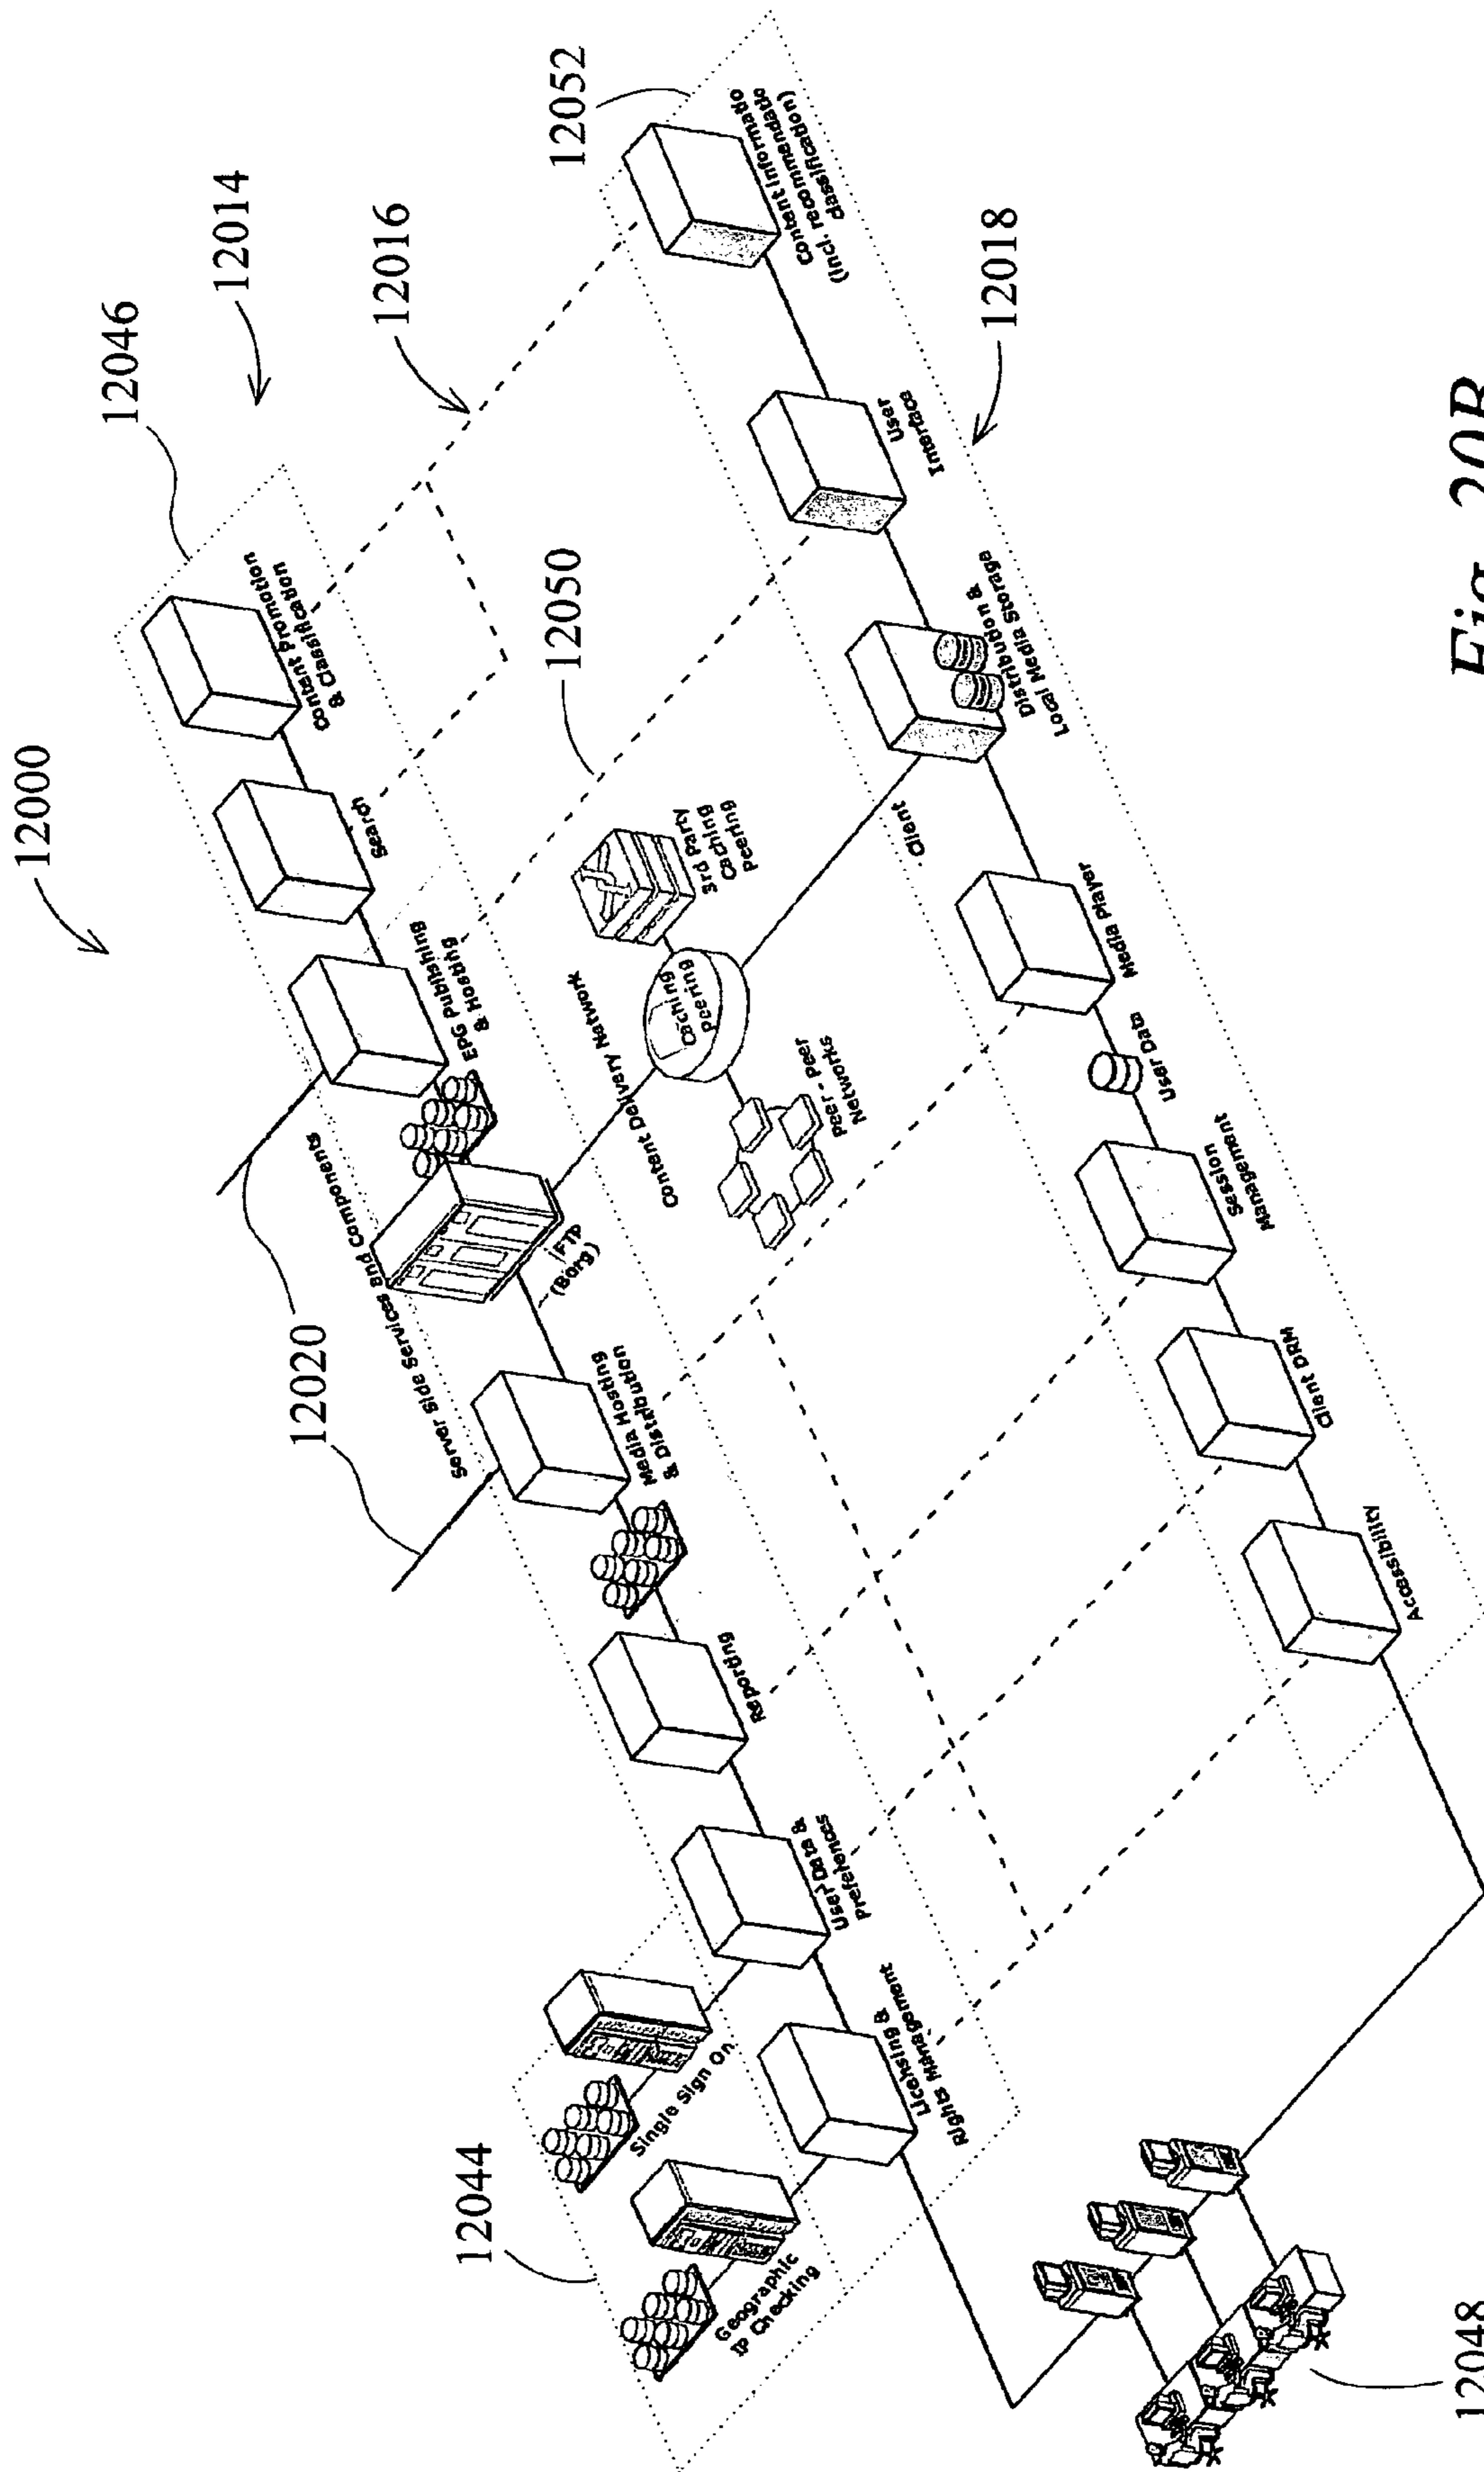 12000
12046
12014
12016
12052
12020
12050
12018
12044
12048
Content Promotion
& Classification
Search
EPG Publishing
& Hosting
Server Side Services and Components
FTP
(Borg)
Media Hosting
& Distribution
Reporting
User Data &
Preferences
Licensing &
Rights Management
Single Sign On
Geographic
IP Checking
Content Delivery Network
Caching
Peering
3rd Party
Caching
Peering
Peer - Peer
Networks
Content Informatio
(incl. recommendatio
classification)
User
Interface
Distribution &
Local Media Storage
Client
Media Player
User Data
Session
Management
Client DRM
Accessibility
Fig. 20B